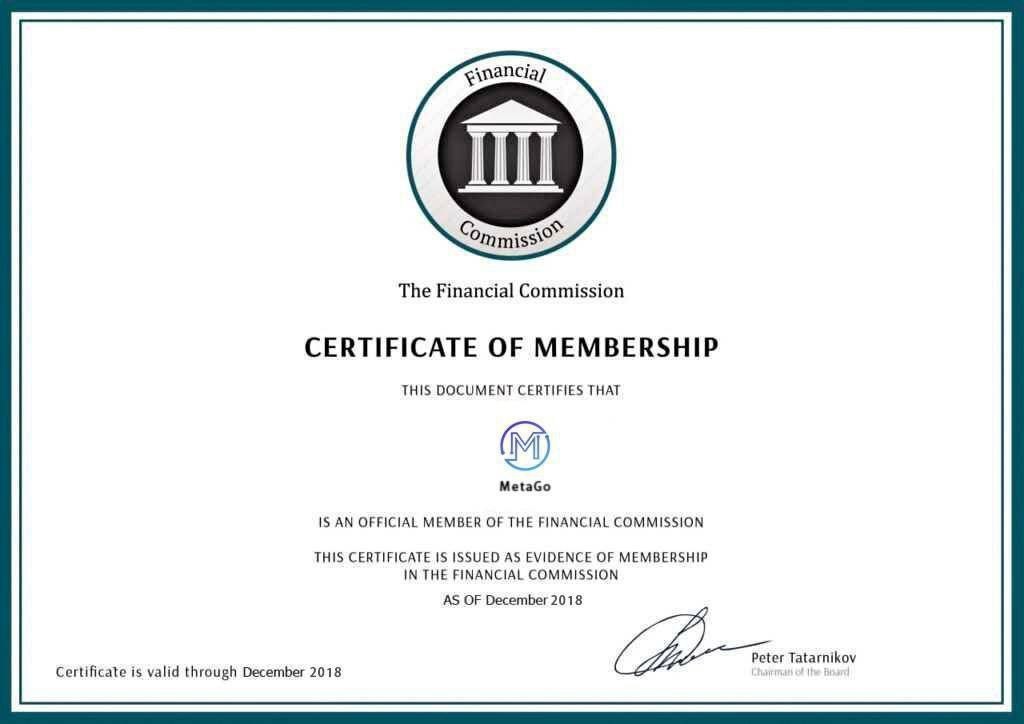 Financial
Commission
The Financial Commission
CERTIFICATE OF MEMBERSHIP
THIS DOCUMENT CERTIFIES THAT
M
MetaGo
IS AN OFFICIAL MEMBER OF THE FINANCIAL COMMISSION
THIS CERTIFICATE IS ISSUED AS EVIDENCE OF MEMBERSHIP
IN THE FINANCIAL COMMISSION
AS OF December 2018
Peter Tatarnikov
Chairman of the Board
Certificate is valid through December 2018